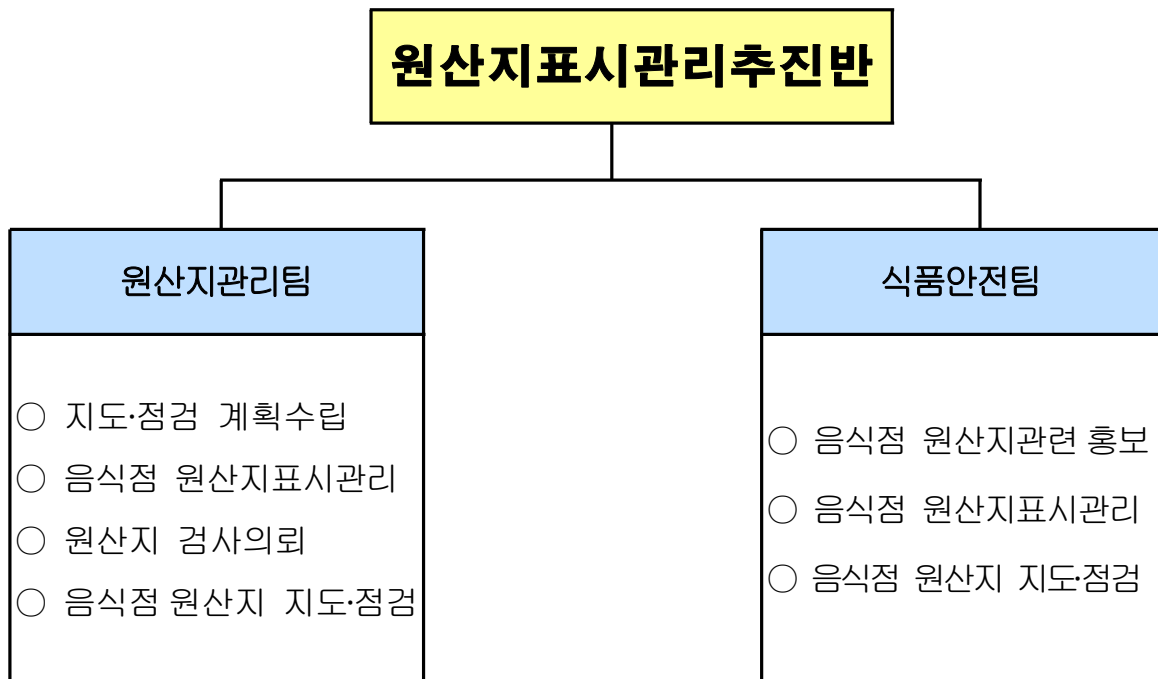 원산지표시관리추진반
원산지관리팀
○ 지도·점검 계획수립
○ 음식점 원산지표시관리
○ 원산지 검사의뢰
○ 음식점 원산지 지도·점검
식품안전팀
○ 음식점 원산지관련 홍보
○ 음식점 원산지표시관리
○ 음식점 원산지 지도·점검